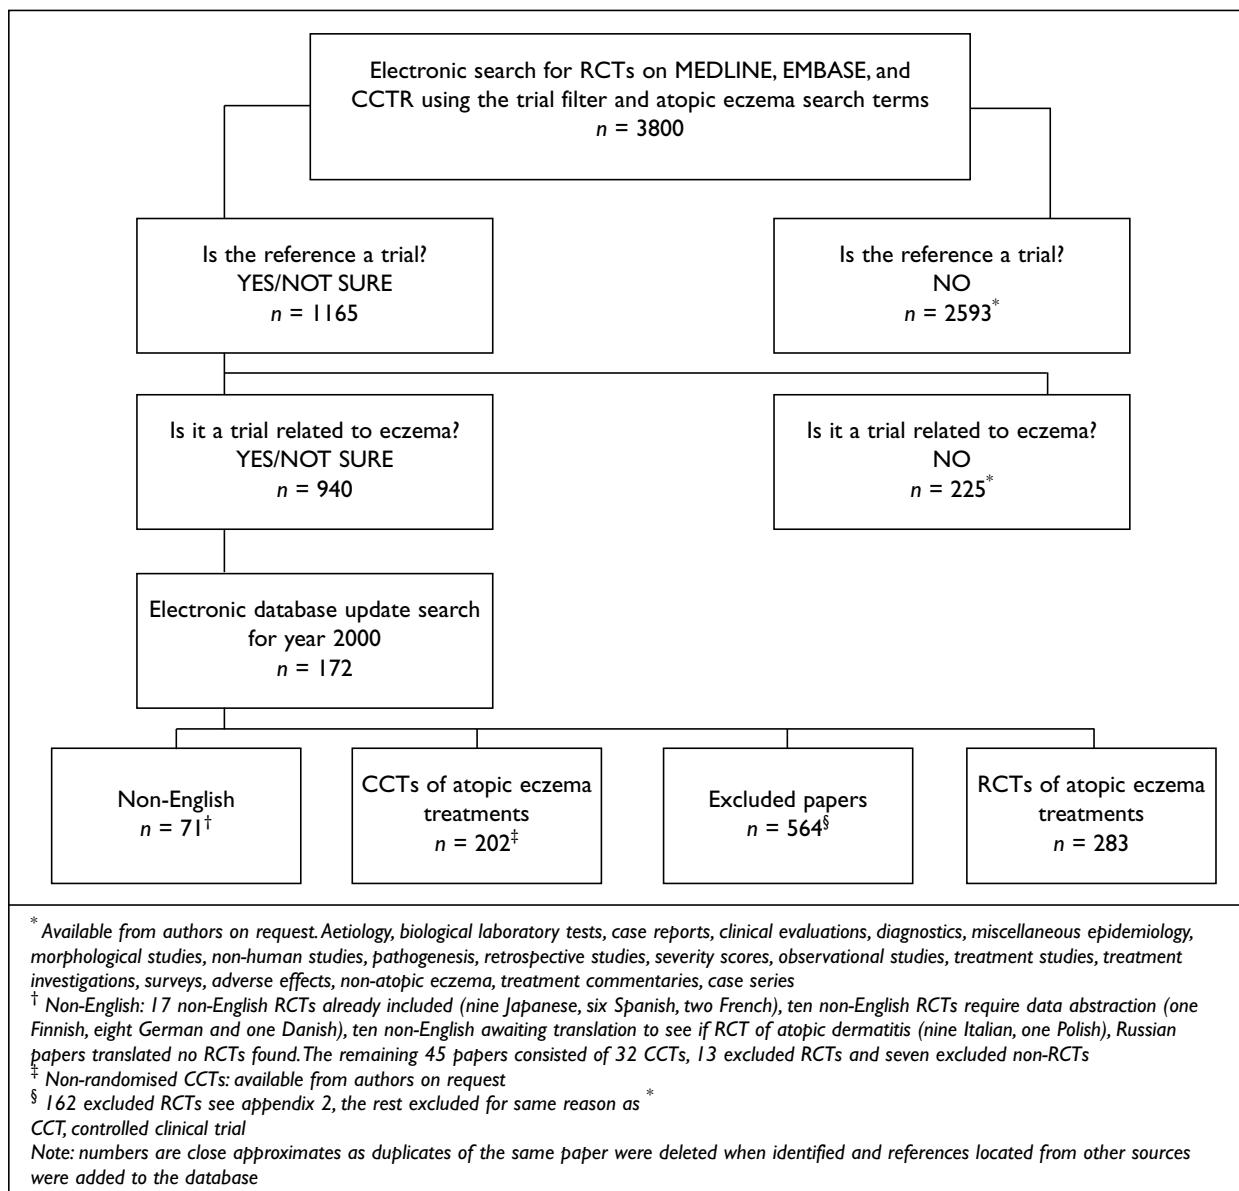 Electronic search for RCTs on MEDLINE, EMBASE, and
CCTR using the trial filter and atopic eczema search terms
n = 3800
Is the reference a trial?
YES/NOT SURE
n = 1165
Is the reference a trial?
NO
n = 2593*
Is it a trial related to eczema?
YES/NOT SURE
n = 940
Is it a trial related to eczema?
NO
n = 225*
Electronic database update search
for year 2000
n = 172
Non-English
n = 71†
CCTs of atopic eczema
treatments
n = 202‡
Excluded papers
n = 564§
RCTs of atopic eczema
treatments
n = 283
* Available from authors on request. Aetiology, biological laboratory tests, case reports, clinical evaluations, diagnostics, miscellaneous epidemiology,
morphological studies, non-human studies, pathogenesis, retrospective studies, severity scores, observational studies, treatment studies, treatment
investigations, surveys, adverse effects, non-atopic eczema, treatment commentaries, case series
† Non-English: 17 non-English RCTs already included (nine Japanese, six Spanish, two French), ten non-English RCTs require data abstraction (one
Finnish, eight German and one Danish), ten non-English awaiting translation to see if RCT of atopic dermatitis (nine Italian, one Polish), Russian
papers translated no RCTs found. The remaining 45 papers consisted of 32 CCTs, 13 excluded RCTs and seven excluded non-RCTs
‡ Non-randomised CCTs: available from authors on request
§ 162 excluded RCTs see appendix 2, the rest excluded for same reason as *
CCT, controlled clinical trial
Note: numbers are close approximates as duplicates of the same paper were deleted when identified and references located from other sources
were added to the database